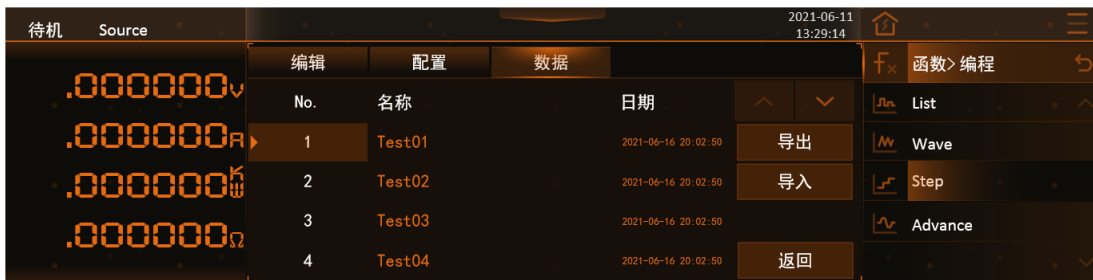 待机 Source
2021-06-11
13:29:14
.000000V
.000000A
.000000KW
.000000Ω
编辑 配置 数据
No. 名称 日期
1 Test01 2021-06-16 20:02:50 导出
2 Test02 2021-06-16 20:02:50 导入
3 Test03 2021-06-16 20:02:50
4 Test04 2021-06-16 20:02:50 返回
fx 函数>编程
List
Wave
Step
Advance